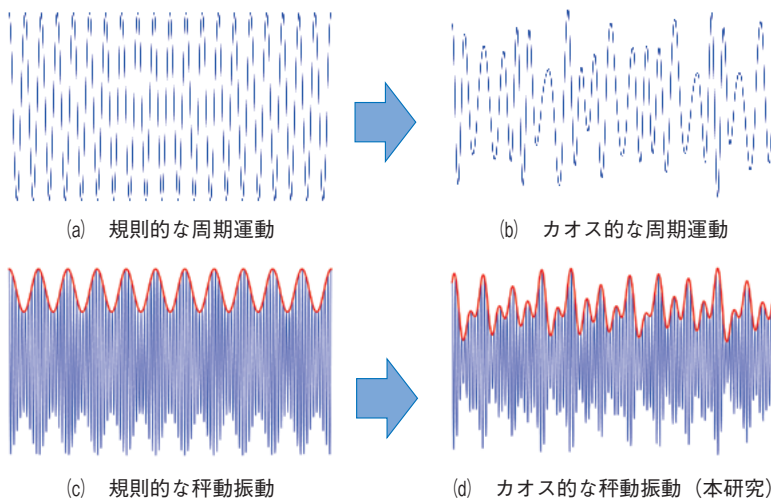 (a) 規則的な周期運動
(b) カオス的な周期運動
(c) 規則的な秤動振動
(d) カオス的な秤動振動（本研究）